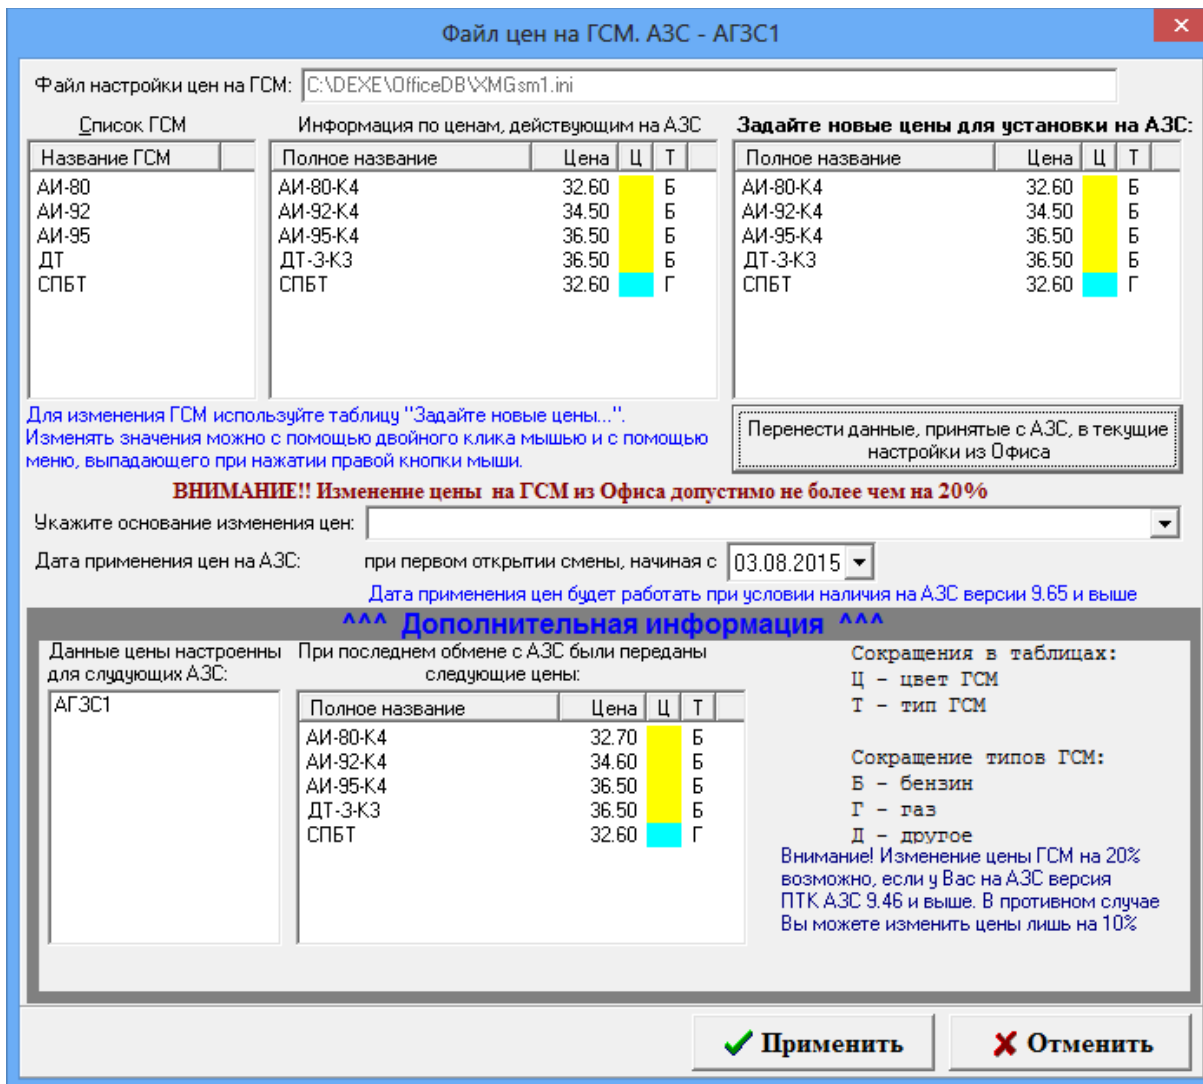 Файл цен на ГСМ. АЗС - АГЗС1
Файл настройки цен на ГСМ: C:\DEXE\OfficeDB\XMGsm1.ini
Список ГСМ
Название ГСМ
АИ-80
АИ-92
АИ-95
ДТ
СПБТ
Информация по ценам, действующим на АЗС
Полное название Цена Ц Т
АИ-80-К4 32.60 Б
АИ-92-К4 34.50 Б
АИ-95-К4 36.50 Б
ДТ-З-К3 36.50 Б
СПБТ 32.60 Г
Задайте новые цены для установки на АЗС:
Полное название Цена Ц Т
АИ-80-К4 32.60 Б
АИ-92-К4 34.50 Б
АИ-95-К4 36.50 Б
ДТ-З-К3 36.50 Б
СПБТ 32.60 Г
Для изменения ГСМ используйте таблицу "Задайте новые цены...".
Изменять значения можно с помощью двойного клика мышью и с помощью
меню, выпадающего при нажатии правой кнопки мыши.
Перенести данные, принятые с АЗС, в текущие
настройки из Офиса
ВНИМАНИЕ!! Изменение цены на ГСМ из Офиса допустимо не более чем на 20%
Укажите основание изменения цен:
Дата применения цен на АЗС: при первом открытии смены, начиная с 03.08.2015
Дата применения цен будет работать при условии наличия на АЗС версии 9.65 и выше
^^^ Дополнительная информация ^^^
Данные цены настроенны
для слудующих АЗС:
АГЗС1
При последнем обмене с АЗС были переданы
следующие цены:
Полное название Цена Ц Т
АИ-80-К4 32.70 Б
АИ-92-К4 34.60 Б
АИ-95-К4 36.50 Б
ДТ-З-К3 36.50 Б
СПБТ 32.60 Г
Сокращения в таблицах:
Ц - цвет ГСМ
Т - тип ГСМ
Сокращение типов ГСМ:
Б - бензин
Г - газ
Д - другое
Внимание! Изменение цены ГСМ на 20%
возможно, если у Вас на АЗС версия
ПТК АЗС 9.46 и выше. В противном случае
Вы можете изменить цены лишь на 10%
Применить
Отменить